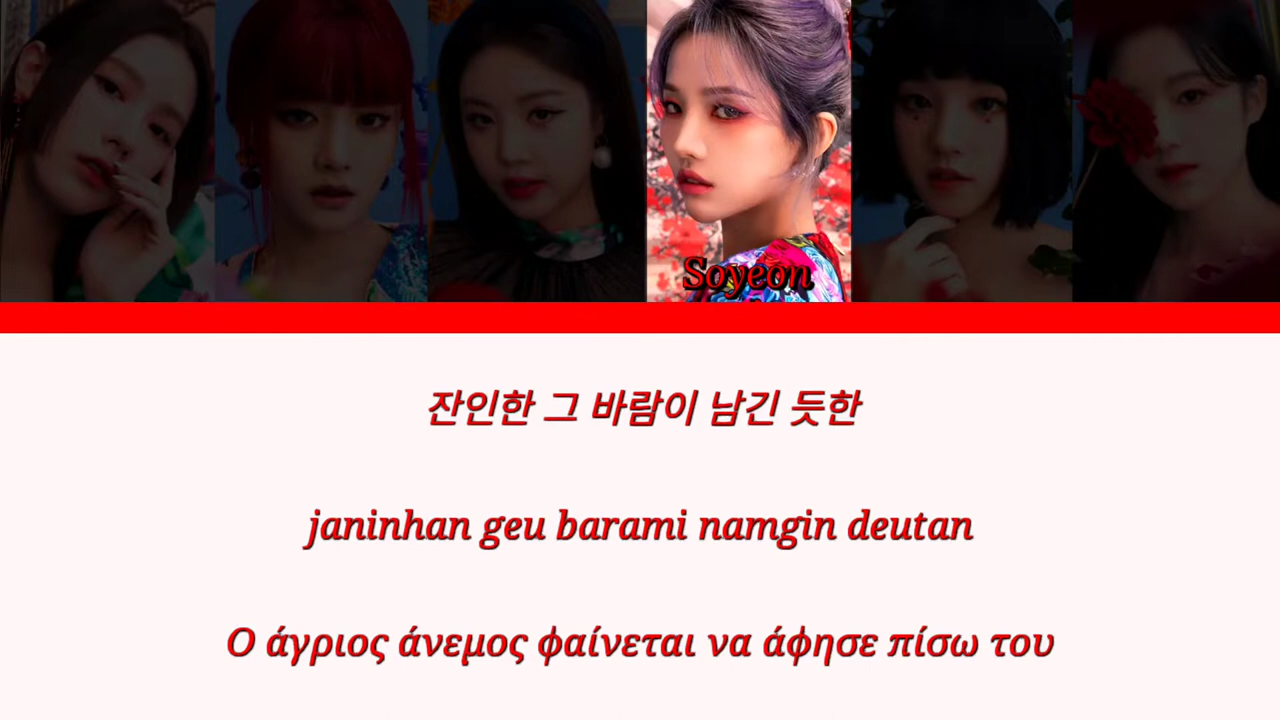 Soyeon
잔인한 그 바람이 남긴 듯한
janinhan geu barami namgin deutan
Ο άγριος άνεμος φαίνεται να άφησε πίσω του